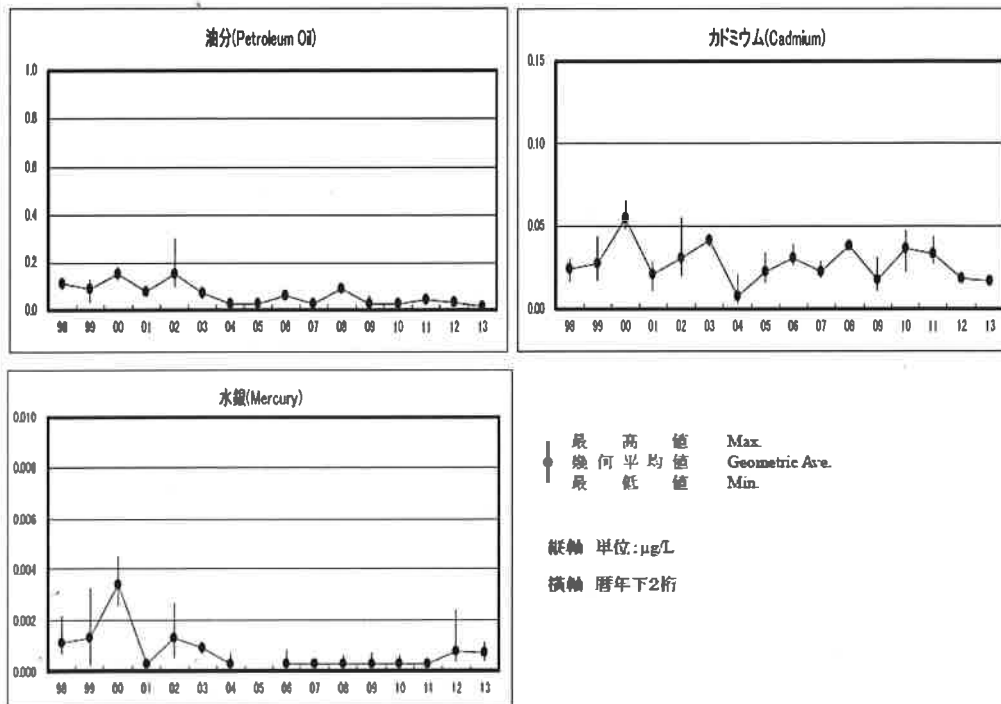 油分(Petroleum Oil)
1.0
0.8
0.6
0.4
0.2
0.0
98 99 00 01 02 03 04 05 06 07 08 09 10 11 12 13
カドミウム(Cadmium)
0.15
0.10
0.05
0.00
98 99 00 01 02 03 04 05 06 07 08 09 10 11 12 13
水銀(Mercury)
0.010
0.008
0.006
0.004
0.002
0.000
98 99 00 01 02 03 04 05 06 07 08 09 10 11 12 13
最高値 Max.
幾何平均値 Geometric Ave.
最低値 Min.
縦軸 単位:μg/L
横軸 暦年下2桁